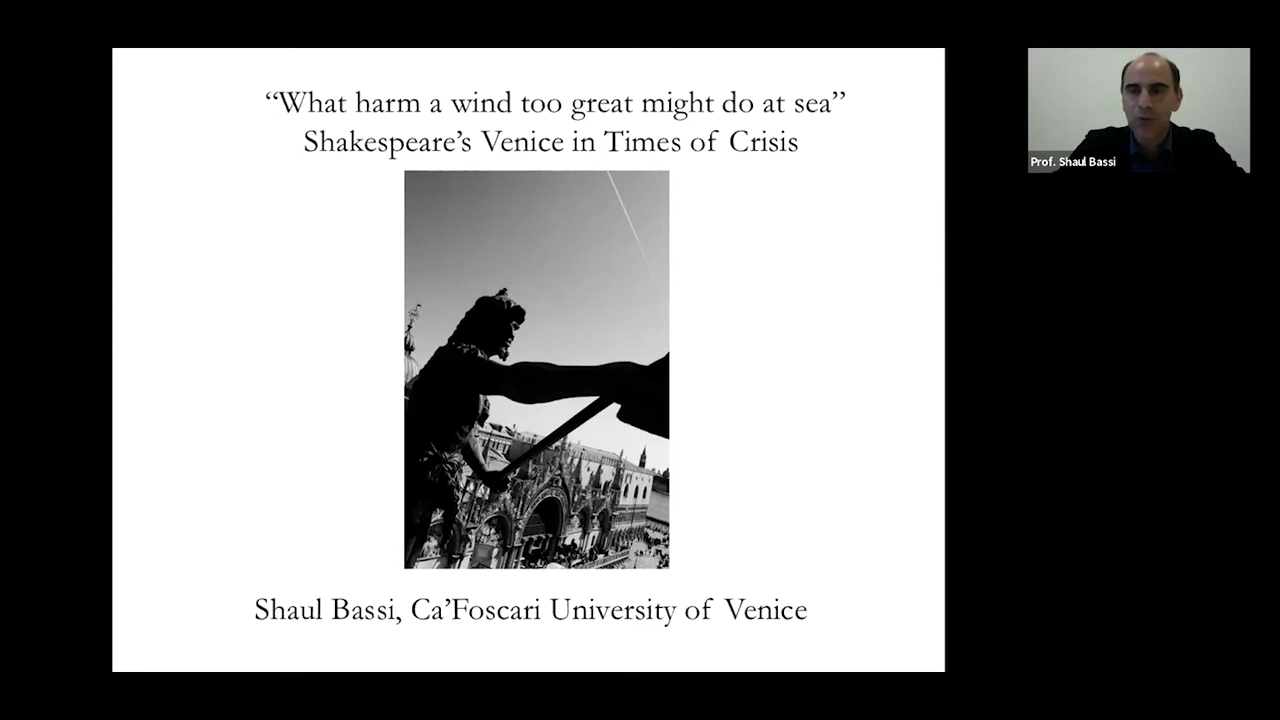 “What harm a wind too great might do at sea”
Shakespeare’s Venice in Times of Crisis
Shaul Bassi, Ca’Foscari University of Venice
Prof. Shaul Bassi